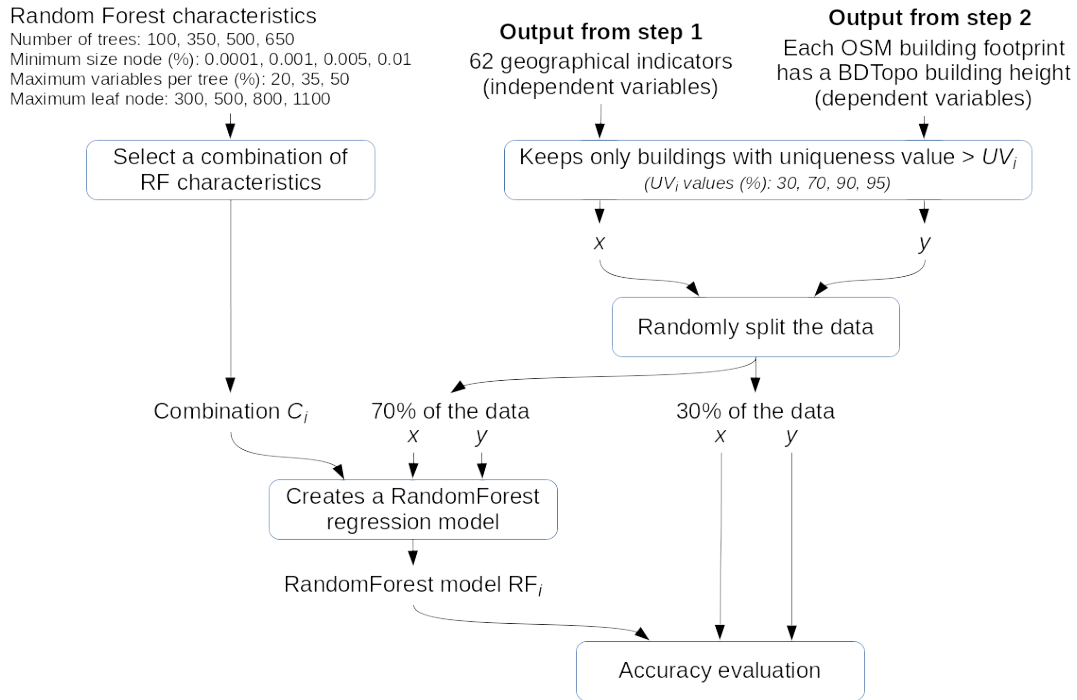 Random Forest characteristics
Number of trees: 100, 350, 500, 650
Minimum size node (%): 0.0001, 0.001, 0.005, 0.01
Maximum variables per tree (%): 20, 35, 50
Maximum leaf node: 300, 500, 800, 1100
Output from step 1
62 geographical indicators
(independent variables)
Output from step 2
Each OSM building footprint
has a BDTopo building height
(dependent variables)
Select a combination of
RF characteristics
Keeps only buildings with uniqueness value > UVi
(UVi values (%): 30, 70, 90, 95)
x
y
Randomly split the data
Combination Ci
70% of the data
x y
30% of the data
x y
Creates a RandomForest
regression model
RandomForest model RFi
Accuracy evaluation